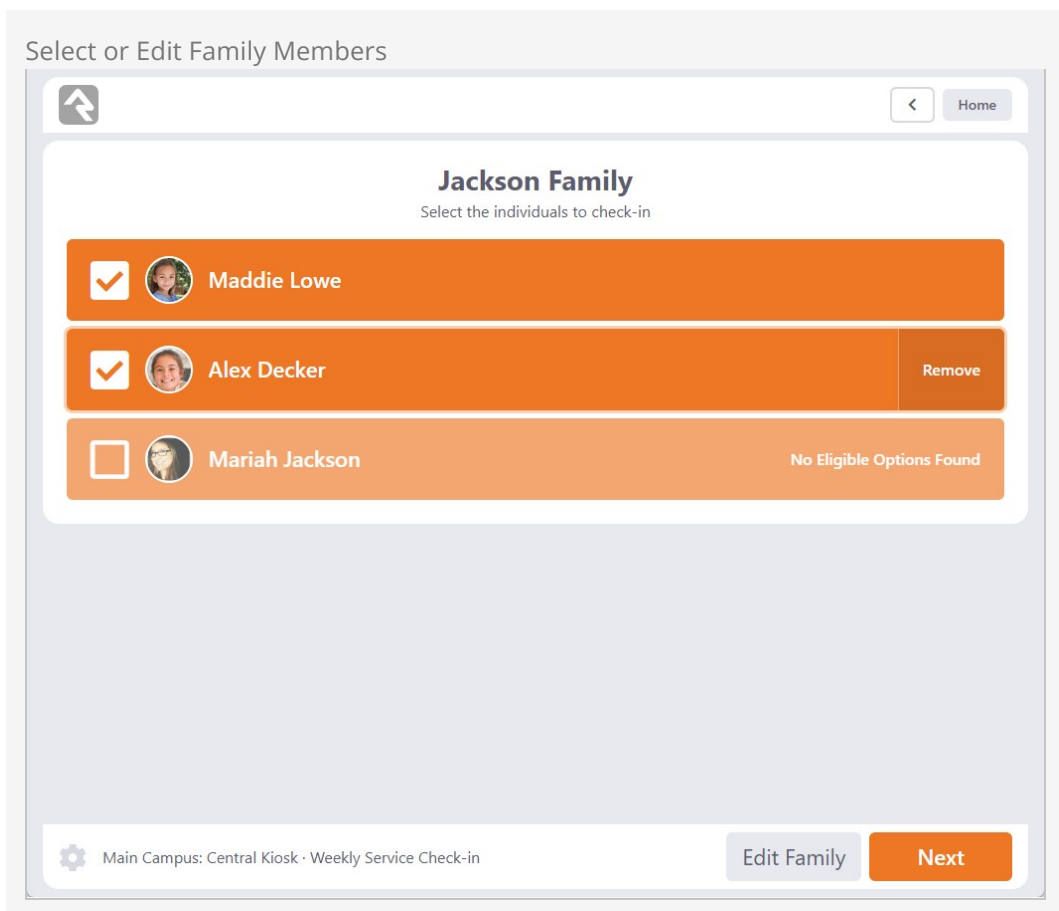 Select or Edit Family Members
Home
Jackson Family
Select the individuals to check-in
Maddie Lowe
Alex Decker
Remove
Mariah Jackson
No Eligible Options Found
Main Campus: Central Kiosk · Weekly Service Check-in
Edit Family
Next